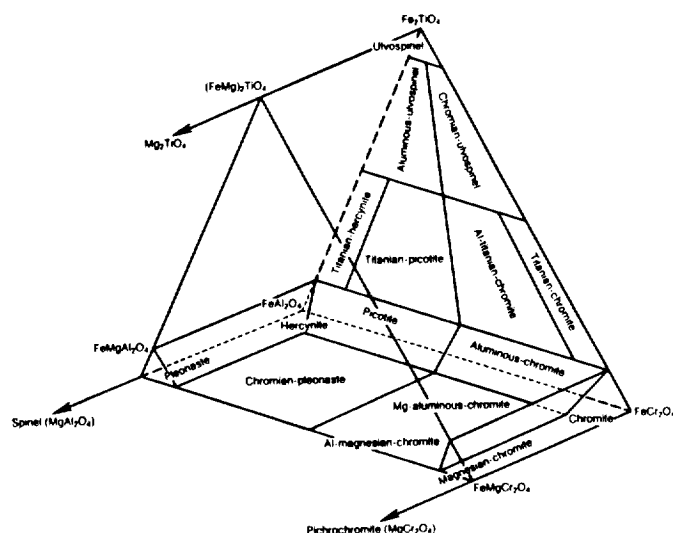 Fe₂TiO₄
Ulvospinel
(FeMg)₂TiO₄
Mg₂TiO₄
Aluminous-ulvospinel
Chromian-ulvospinel
Titanian-hercynite
Titanian-picotite
Al-titanian-chromite
Titanian-chromite
FeAl₂O₄
Picotite
Hercynite
FeMgAl₂O₄
Pleonaste
Aluminous-chromite
Chromian-pleonaste
Mg-aluminous-chromite
Chromite
FeCr₂O₄
Spinel (MgAl₂O₄)
Al-magnesian-chromite
Magnesian-chromite
FeMgCr₂O₄
Pichrochromite (MgCr₂O₄)